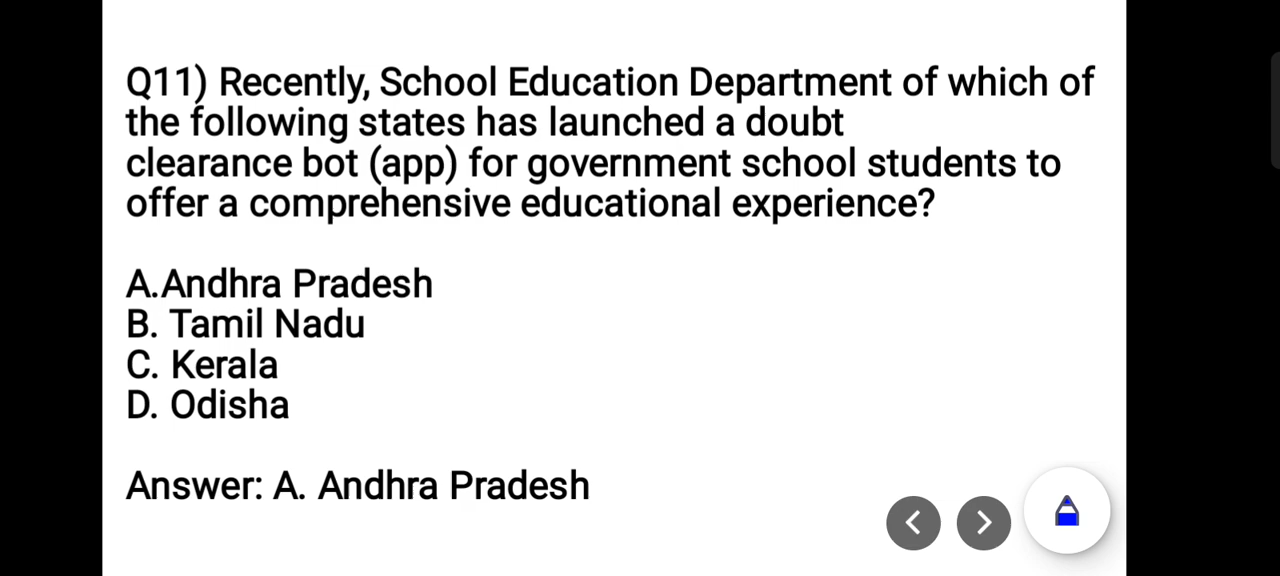 Q11) Recently, School Education Department of which of
the following states has launched a doubt
clearance bot (app) for government school students to
offer a comprehensive educational experience?
A.Andhra Pradesh
B. Tamil Nadu
C. Kerala
D. Odisha
Answer: A. Andhra Pradesh